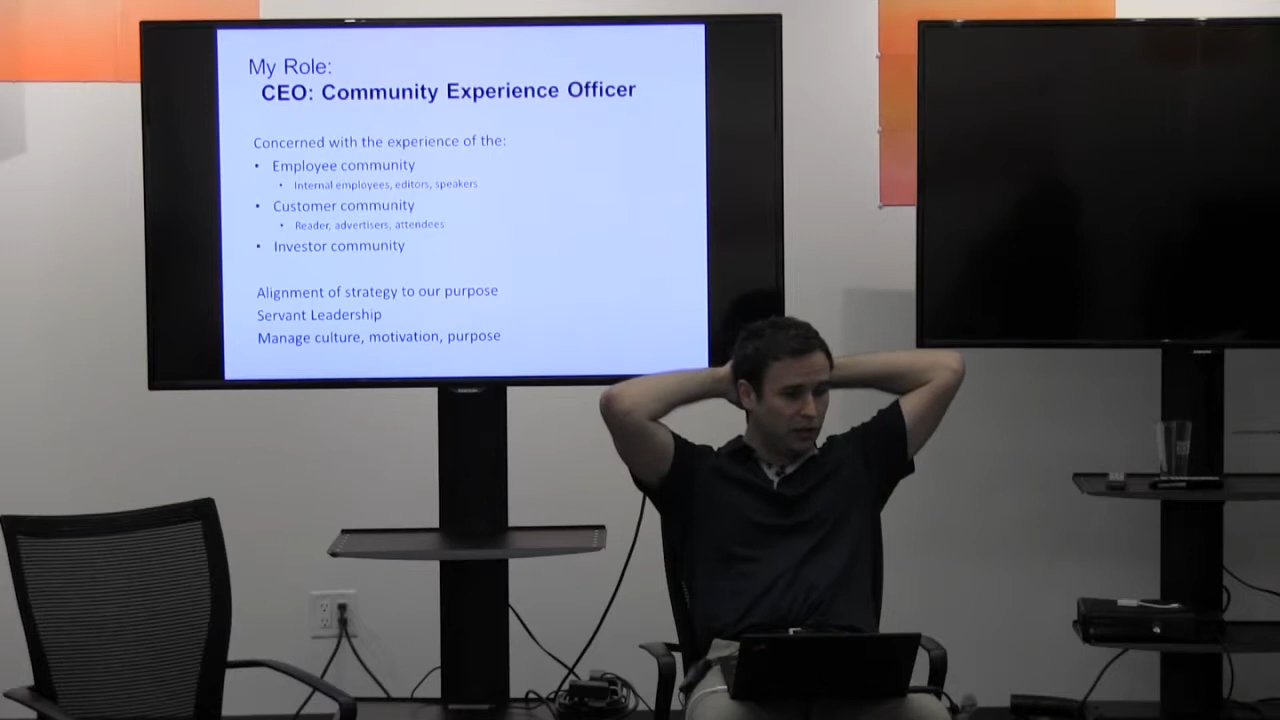 My Role:
CEO: Community Experience Officer
Concerned with the experience of the:
• Employee community
• Internal employees, editors, speakers
• Customer community
• Reader, advertisers, attendees
• Investor community
Alignment of strategy to our purpose
Servant Leadership
Manage culture, motivation, purpose